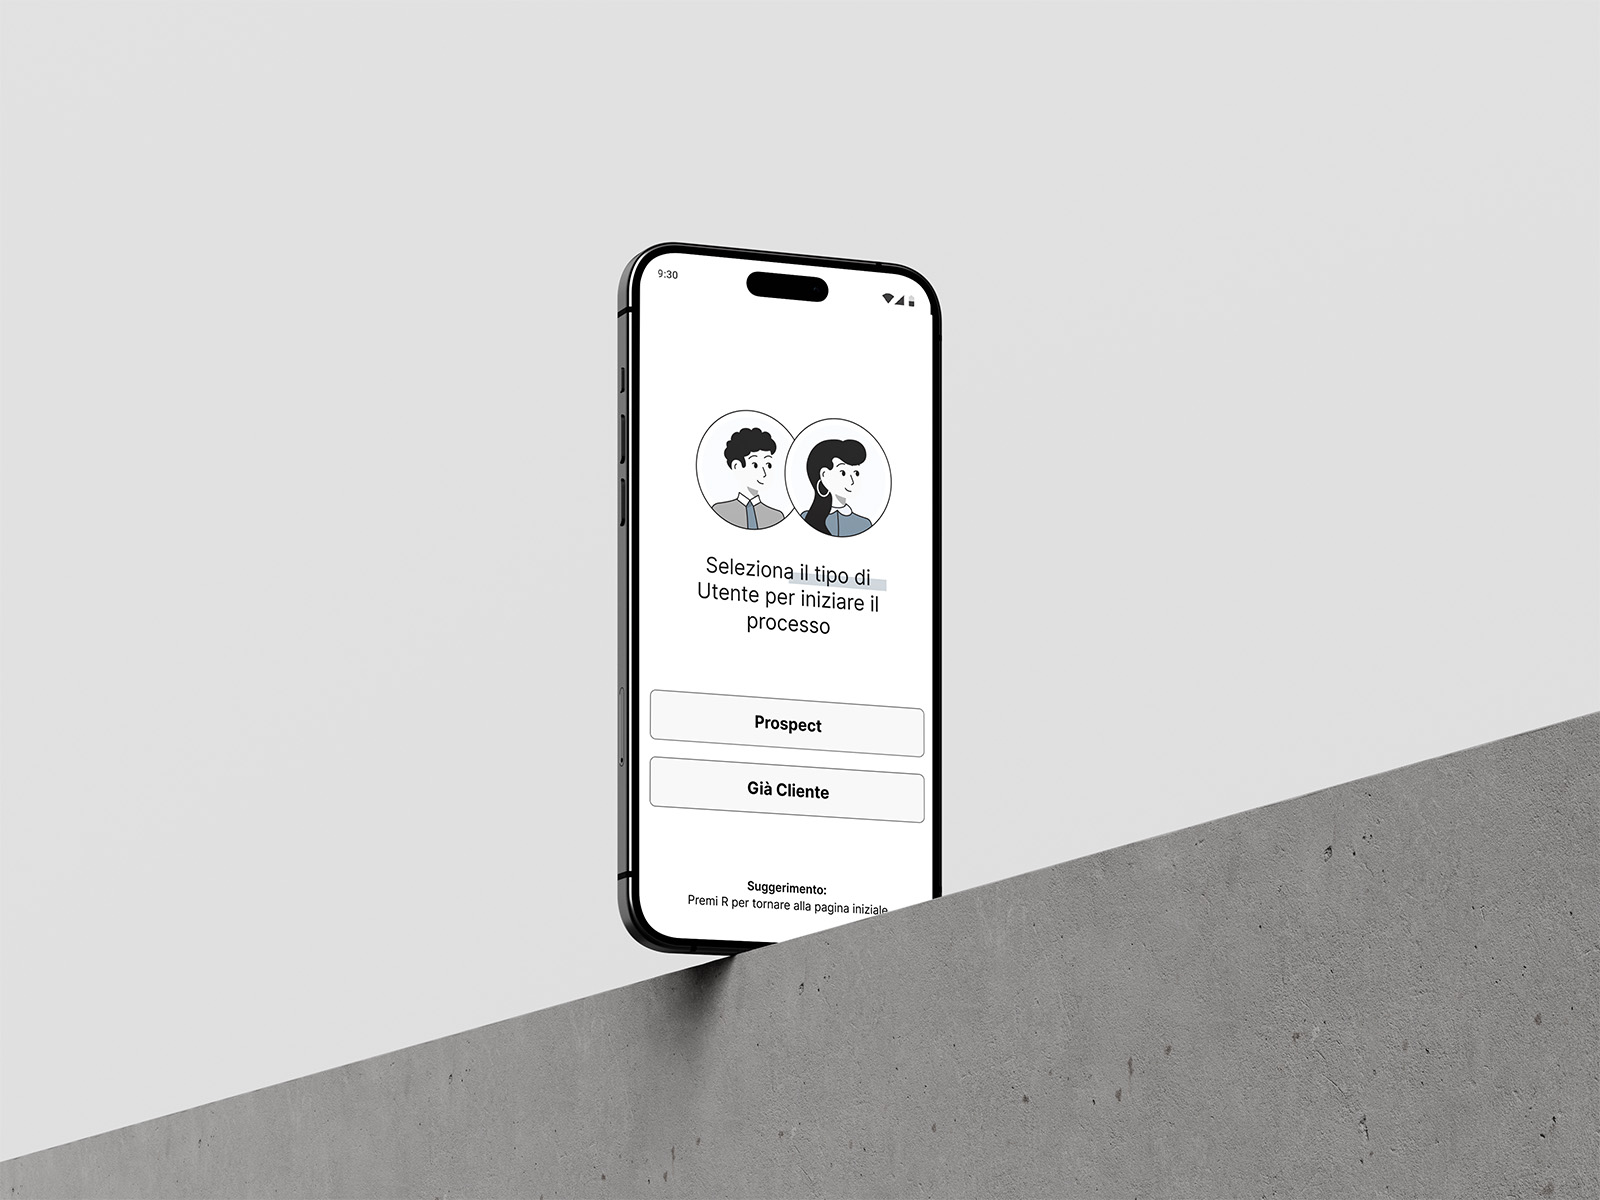 9:30
Seleziona il tipo di
Utente per iniziare il
processo
Prospect
Già Cliente
Suggerimento:
Premi R per tornare alla pagina iniziale